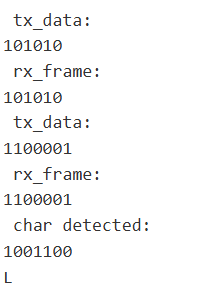 tx_data:
101010
rx_frame:
101010
tx_data:
1100001
rx_frame:
1100001
char detected:
1001100
L